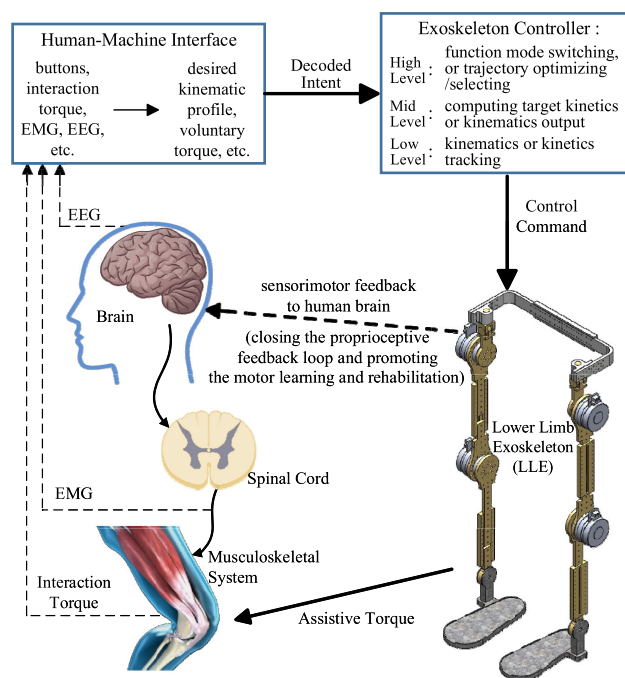 Human-Machine Interface
buttons,
interaction
torque,
EMG, EEG,
etc.
desired
kinematic
profile,
voluntary
torque, etc.
Decoded
Intent
Exoskeleton Controller :
High
Level :
function mode switching,
or trajectory optimizing
/selecting
Mid
Level :
computing target kinetics
or kinematics output
Low
Level :
kinematics or kinetics
tracking
EEG
Control
Command
Brain
sensorimotor feedback
to human brain
(closing the proprioceptive
feedback loop and promoting
the motor learning and rehabilitation)
Lower Limb
Exoskeleton
(LLE)
Spinal Cord
EMG
Musculoskeletal
System
Interaction
Torque
Assistive Torque